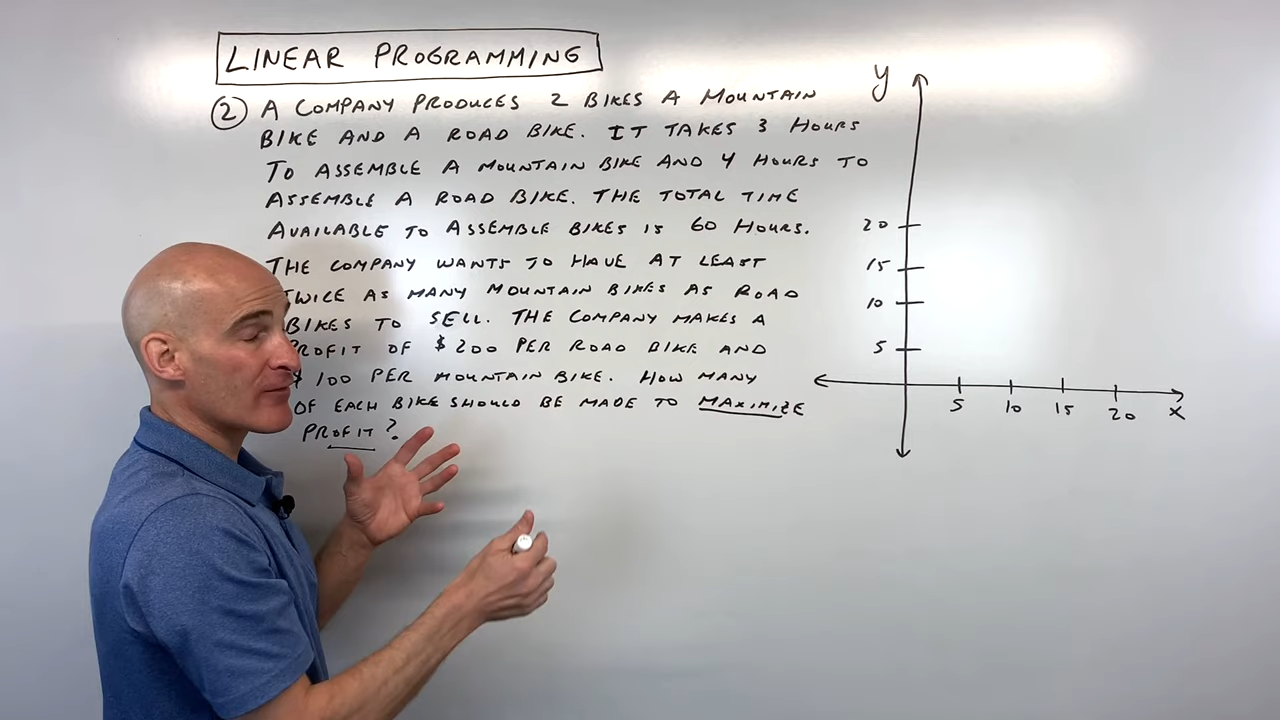 LINEAR PROGRAMMING
② A COMPANY PRODUCES 2 BIKES A MOUNTAIN
BIKE AND A ROAD BIKE. IT TAKES 3 HOURS
TO ASSEMBLE A MOUNTAIN BIKE AND 4 HOURS TO
ASSEMBLE A ROAD BIKE. THE TOTAL TIME
AVAILABLE TO ASSEMBLE BIKES IS 60 HOURS.
THE COMPANY WANTS TO HAVE AT LEAST
TWICE AS MANY MOUNTAIN BIKES AS ROAD
BIKES TO SELL. THE COMPANY MAKES A
PROFIT OF $200 PER ROAD BIKE AND
$100 PER MOUNTAIN BIKE. HOW MANY
OF EACH BIKE SHOULD BE MADE TO MAXIMIZE
PROFIT?
y
20
15
10
5
5 10 15 20 x